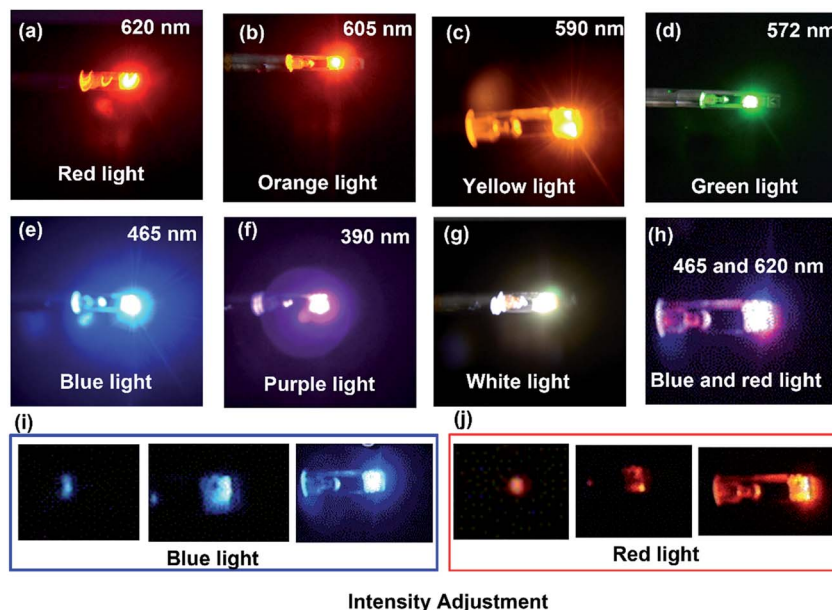 (a)
620 nm
Red light
(b)
605 nm
Orange light
(c)
590 nm
Yellow light
(d)
572 nm
Green light
(e)
465 nm
Blue light
(f)
390 nm
Purple light
(g)
White light
(h)
465 and 620 nm
Blue and red light
(i)
Blue light
(j)
Red light
Intensity Adjustment